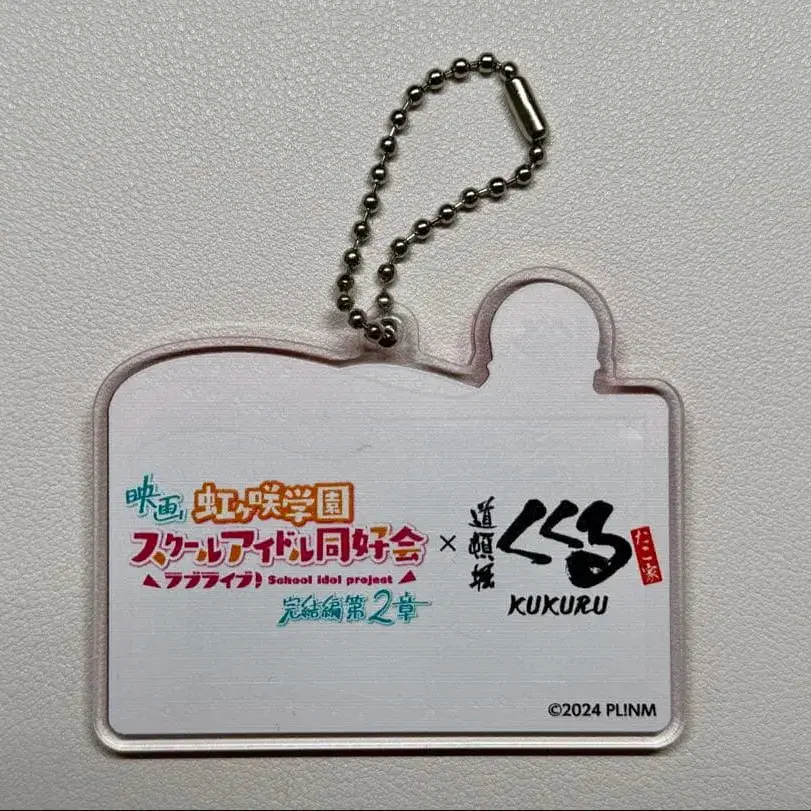 映画 虹ヶ咲学園
スクールアイドル同好会
ラブライブ! School idol project
完結編 第2章
×
道頓堀
くくる
たこ家
KUKURU
©2024 PL!NM